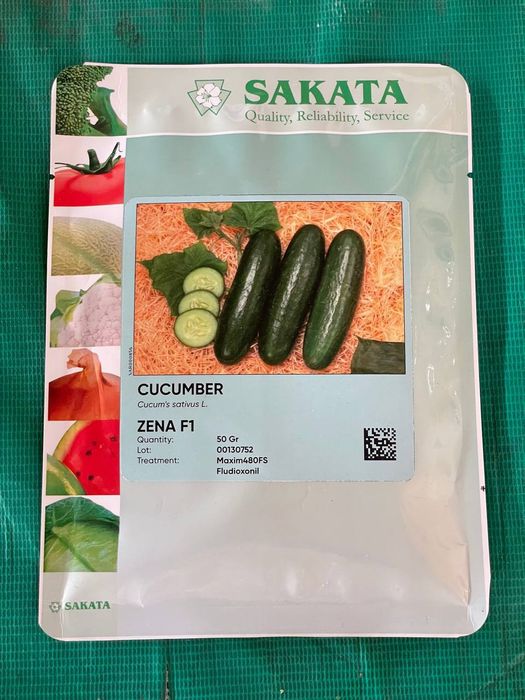 SAKATA
Quality, Reliability, Service
CUCUMBER
Cucum's sativus L.
ZENA F1
Quantity: 50 Gr
Lot: 00130752
Treatment: Maxim480FS
Fludioxonil
SAKATA